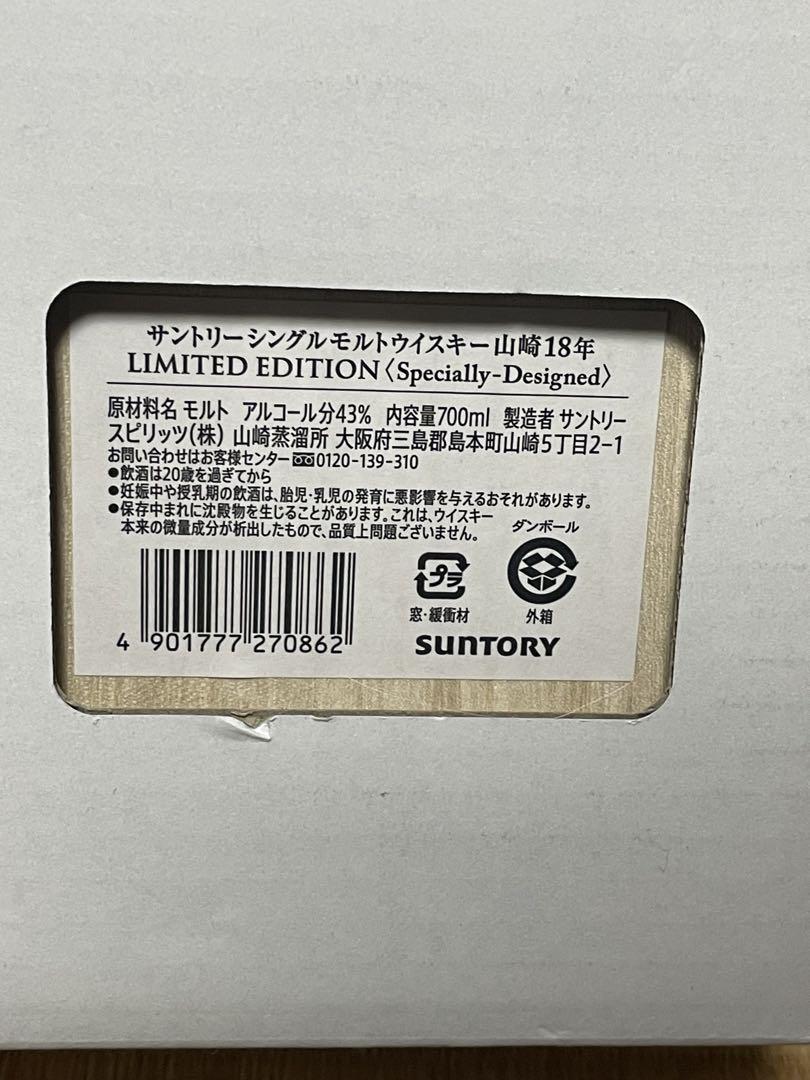 サントリーシングルモルトウイスキー山崎18年
LIMITED EDITION〈Specially-Designed〉
原材料名 モルト アルコール分43% 内容量700ml 製造者 サントリー
スピリッツ(株) 山崎蒸溜所 大阪府三島郡島本町山崎5丁目2-1
お問い合わせはお客様センター 0120-139-310
●飲酒は20歳を過ぎてから
●妊娠中や授乳期の飲酒は、胎児・乳児の発育に悪影響を与えるおそれがあります。
●保存中まれに沈殿物を生じることがあります。これは、ウイスキー
本来の微量成分が析出したもので、品質上問題ございません。
ダンボール
プラ
窓・緩衝材
外箱
4 901777 270862
SUNTORY